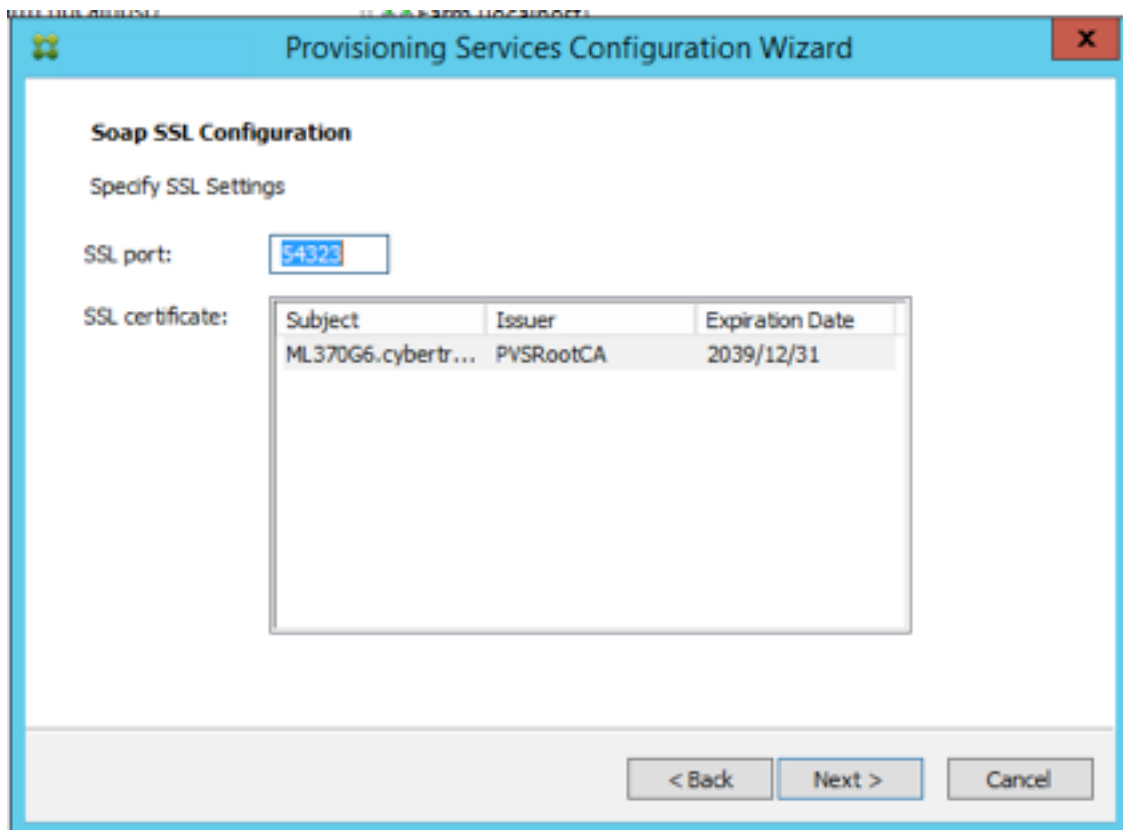 Provisioning Services Configuration Wizard
x
Soap SSL Configuration
Specify SSL Settings
SSL port: 54323
SSL certificate:
Subject Issuer Expiration Date
ML370G6.cybertr... PVSRootCA 2039/12/31
< Back Next > Cancel